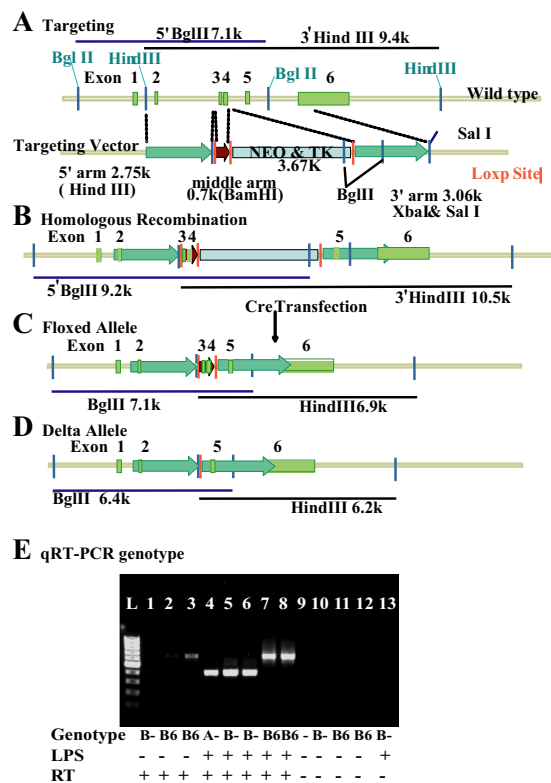 A Targeting
5' BglII 7.1k
3' Hind III 9.4k
Bgl II HindIII Bgl II HindIII
Exon 1 2 34 5 6
Wild type
Targeting Vector
NEO & TK
3.67K
Sal I
5' arm 2.75k
( Hind III)
middle arm
0.7k(BamHI)
BglII
Loxp Site
3' arm 3.06k
XbaI& Sal I
B Homologous Recombination
Exon
1 2 34 5 6
5'BglII 9.2k
3'HindIII 10.5k
Cre Transfection
C Floxed Allele
Exon
1 2 34 5 6
BglII 7.1k
HindIII6.9k
D Delta Allele
Exon 1 2 5 6
BglII 6.4k
HindIII 6.2k
E qRT-PCR genotype
L 1 2 3 4 5 6 7 8 9 10 11 12 13
Genotype B- B6 B6 A- B- B- B6 B6 - B- B6 B6 B-
LPS - - - + + + + + - - - - +
RT + + + + + + + + - - - - -